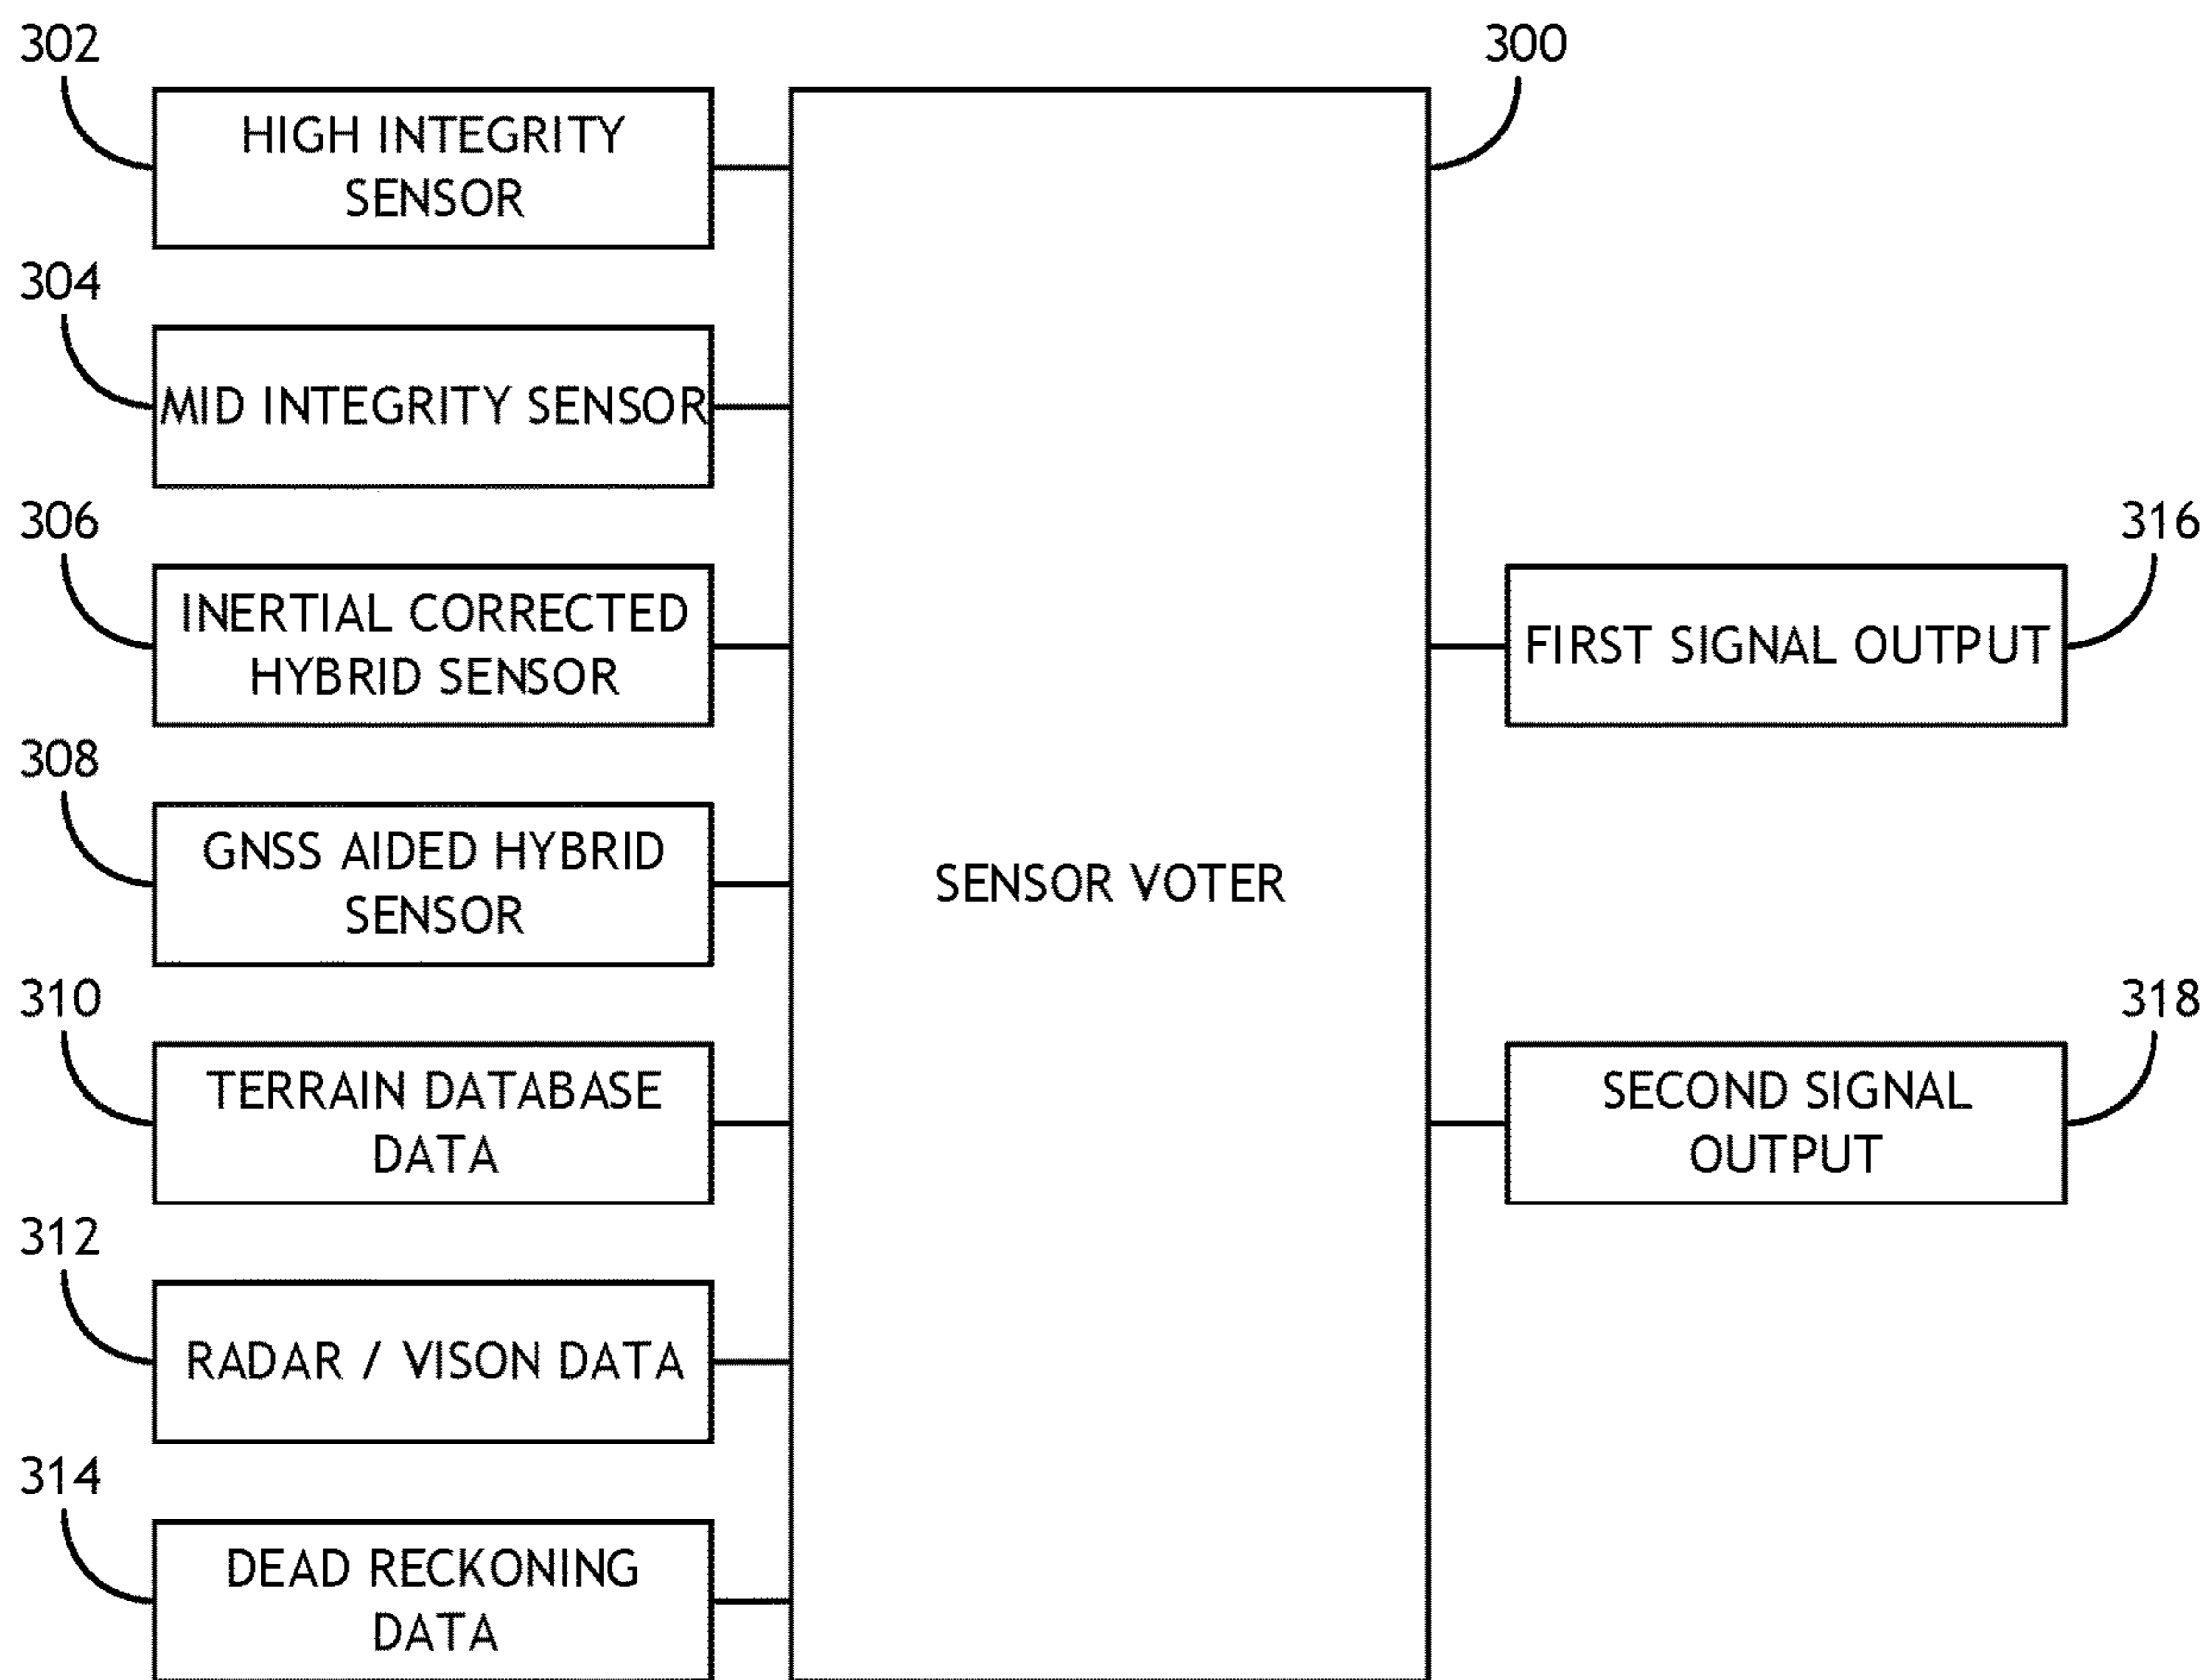 302
HIGH INTEGRITY
SENSOR
304
MID INTEGRITY SENSOR
306
INERTIAL CORRECTED
HYBRID SENSOR
308
GNSS AIDED HYBRID
SENSOR
310
TERRAIN DATABASE
DATA
312
RADAR / VISON DATA
314
DEAD RECKONING
DATA
300
SENSOR VOTER
316
FIRST SIGNAL OUTPUT
318
SECOND SIGNAL
OUTPUT